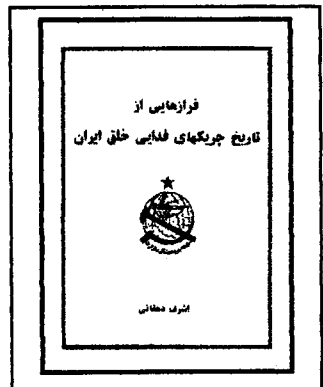 فرازهایی از
تاریخ چریکهای فدایی خلق ایران
اشرف دهقانی